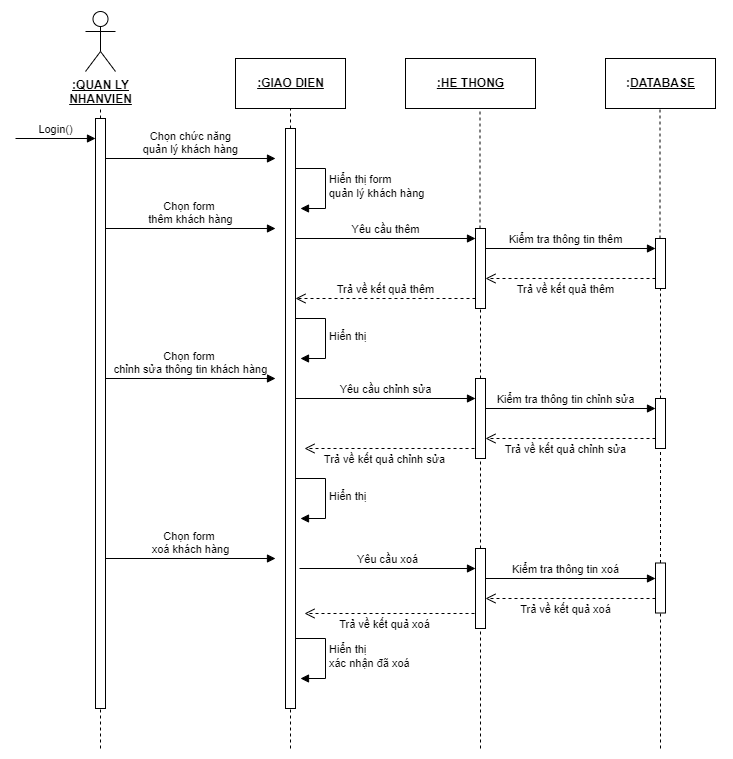 :QUAN LY
NHANVIEN
:GIAO DIEN
:HE THONG
:DATABASE
Login()
Chọn chức năng
quản lý khách hàng
Hiển thị form
quản lý khách hàng
Chọn form
thêm khách hàng
Yêu cầu thêm
Kiểm tra thông tin thêm
Trả về kết quả thêm
Trả về kết quả thêm
Hiển thị
Chọn form
chỉnh sửa thông tin khách hàng
Yêu cầu chỉnh sửa
Kiểm tra thông tin chỉnh sửa
Trả về kết quả chỉnh sửa
Trả về kết quả chỉnh sửa
Hiển thị
Chọn form
xoá khách hàng
Yêu cầu xoá
Kiểm tra thông tin xoá
Trả về kết quả xoá
Trả về kết quả xoá
Hiển thị
xác nhận đã xoá